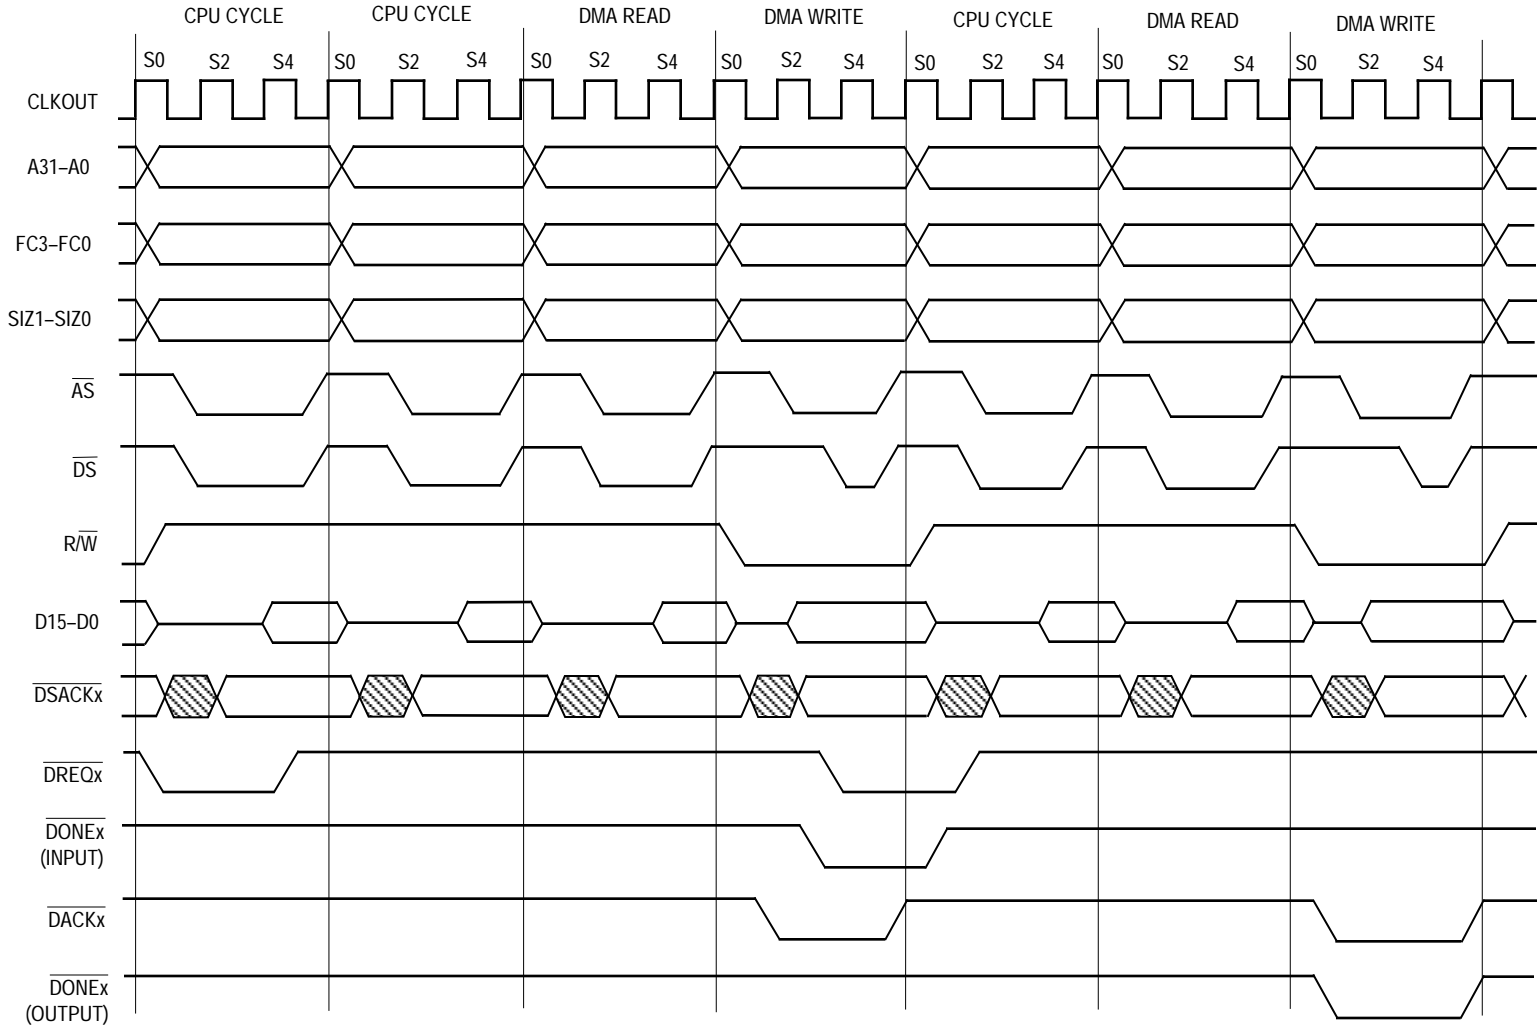 CPU CYCLE CPU CYCLE DMA READ DMA WRITE CPU CYCLE DMA READ DMA WRITE
S0 S2 S4 S0 S2 S4 S0 S2 S4 S0 S2 S4 S0 S2 S4 S0 S2 S4 S0 S2 S4
CLKOUT
A31–A0
FC3–FC0
SIZ1–SIZ0
AS
DS
R/W
D15–D0
DSACKx
DREQx
DONEx
(INPUT)
DACKx
DONEx
(OUTPUT)